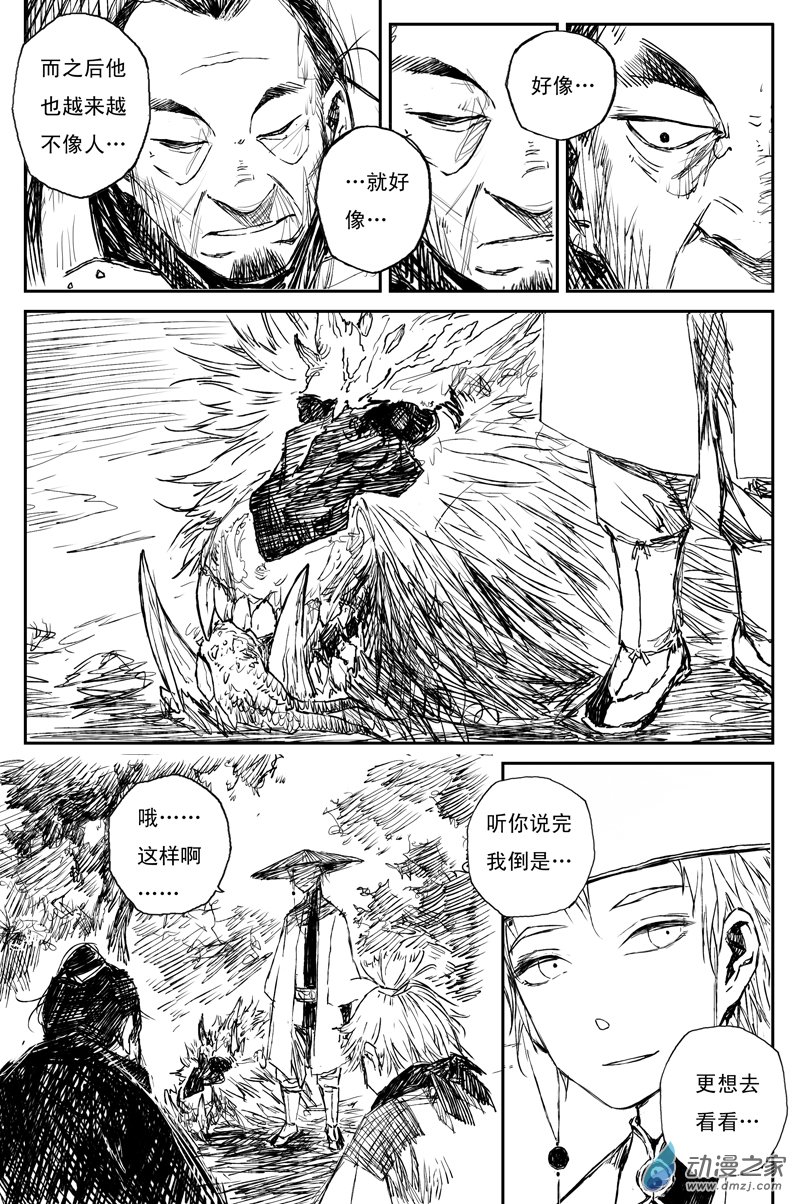 而之后他
也越来越
不像人…
…就好
像…
好像…
哦……
这样啊
……
听你说完
我倒是…
更想去
看看…
动漫之家
www.dmzj.com